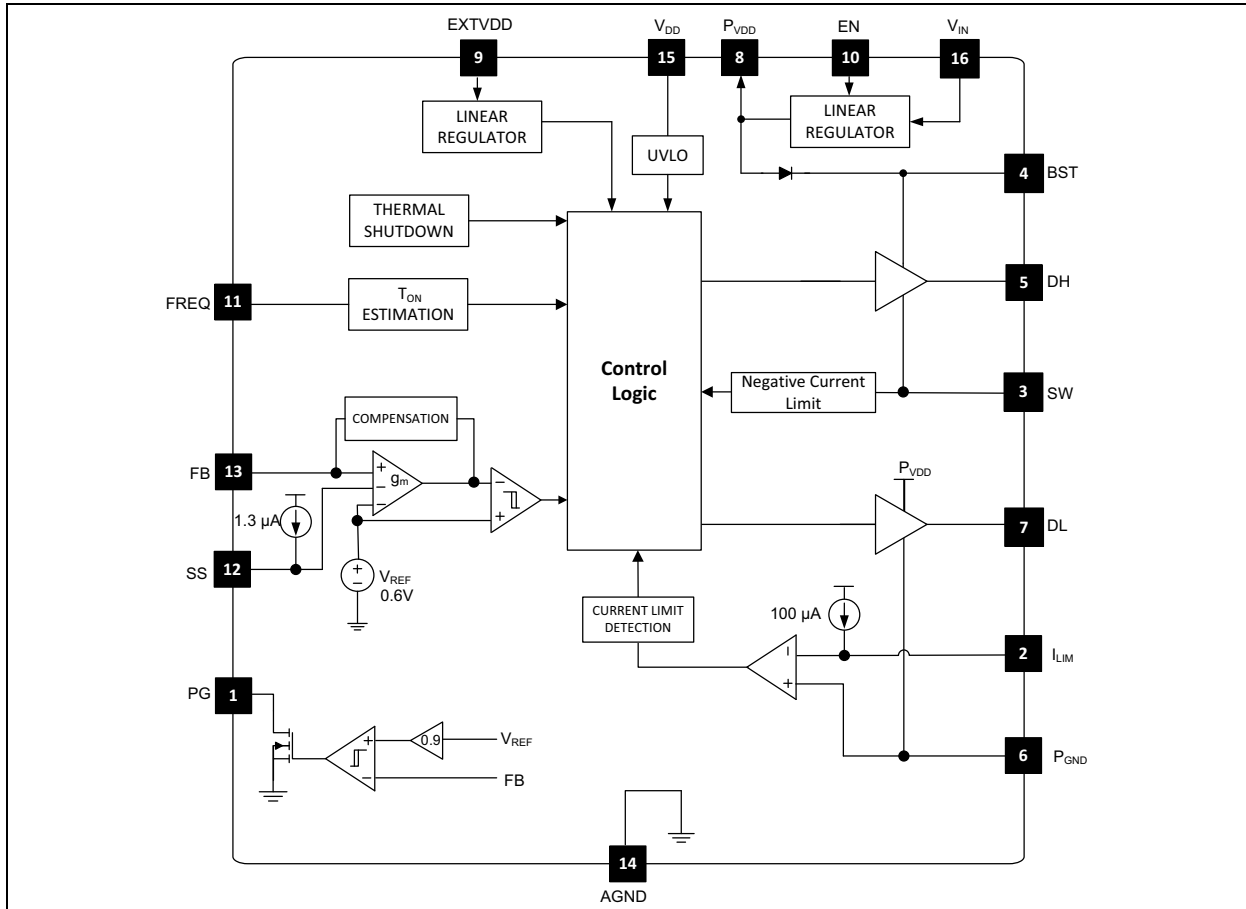 EXTVDD
VDD
PVDD
EN
VIN
9
15
8
10
16
LINEAR
REGULATOR
LINEAR
REGULATOR
UVLO
4
BST
THERMAL
SHUTDOWN
5
DH
FREQ
11
TON
ESTIMATION
Control
Logic
Negative Current
Limit
3
SW
COMPENSATION
FB
13
+
−
−
gm
−
+
PVDD
1.3 µA
7
DL
SS
12
+
−
VREF
0.6V
CURRENT LIMIT
DETECTION
100 µA
−
+
2
ILIM
PG
1
+
−
0.9
VREF
FB
6
PGND
14
AGND